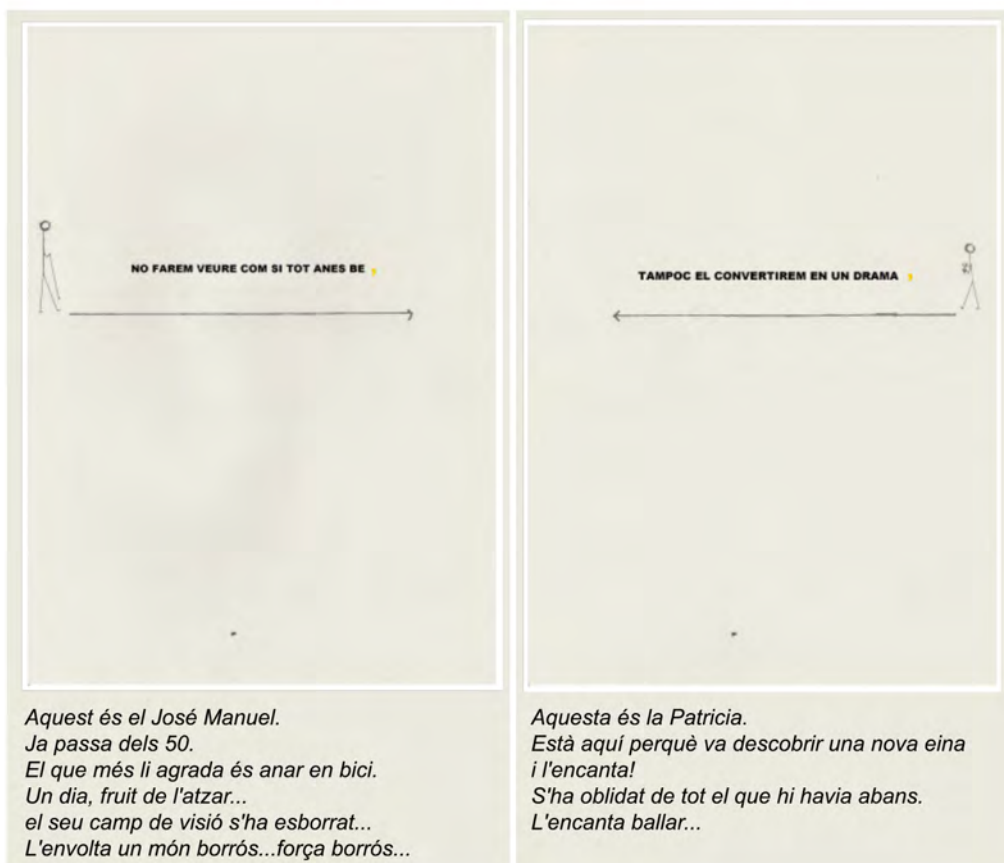 NO FAREM VEURE COM SI TOT ANES BE ,
Aquest és el José Manuel.
Ja passa dels 50.
El que més li agrada és anar en bici.
Un dia, fruit de l'atzar...
el seu camp de visió s'ha esborrat...
L'envolta un món borrós...força borrós...
TAMPOC EL CONVERTIREM EN UN DRAMA ,
Aquesta és la Patricia.
Està aquí perquè va descobrir una nova eina
i l'encanta!
S'ha oblidat de tot el que hi havia abans.
L'encanta ballar...